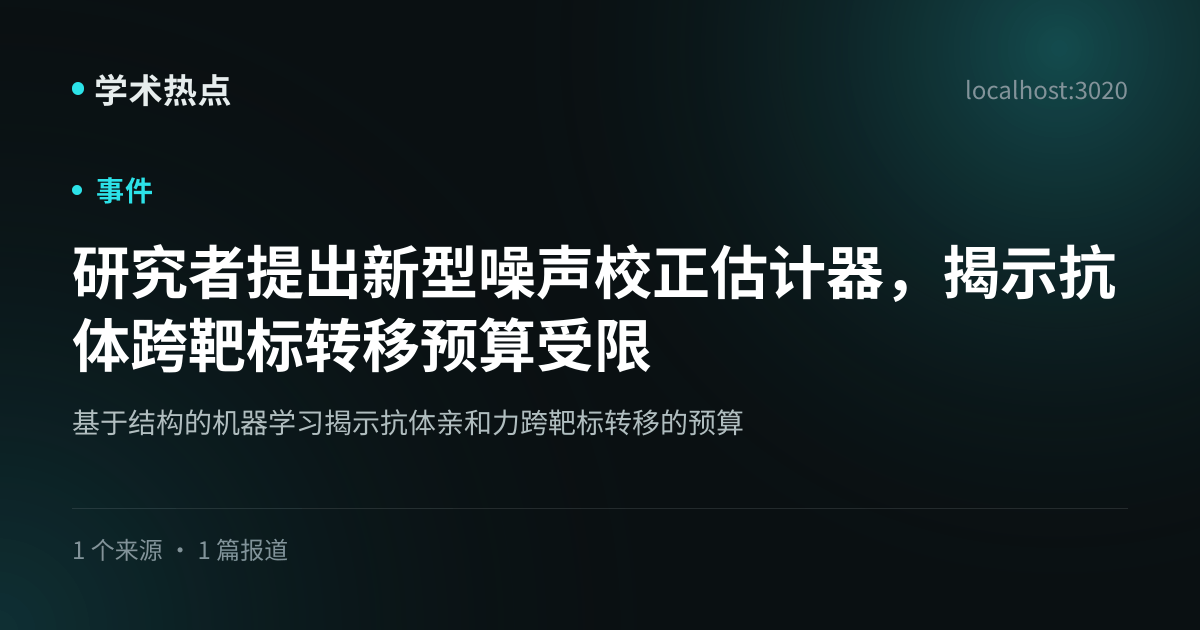 学术热点
localhost:3020
事件
研究者提出新型噪声校正估计器，揭示抗
体跨靶标转移预算受限
基于结构的机器学习揭示抗体亲和力跨靶标转移的预算
1 个来源 · 1 篇报道